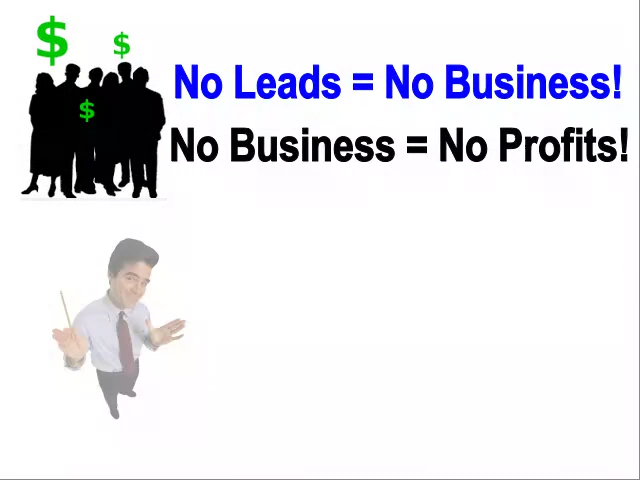 $
$
$
No Leads = No Business!
No Business = No Profits!